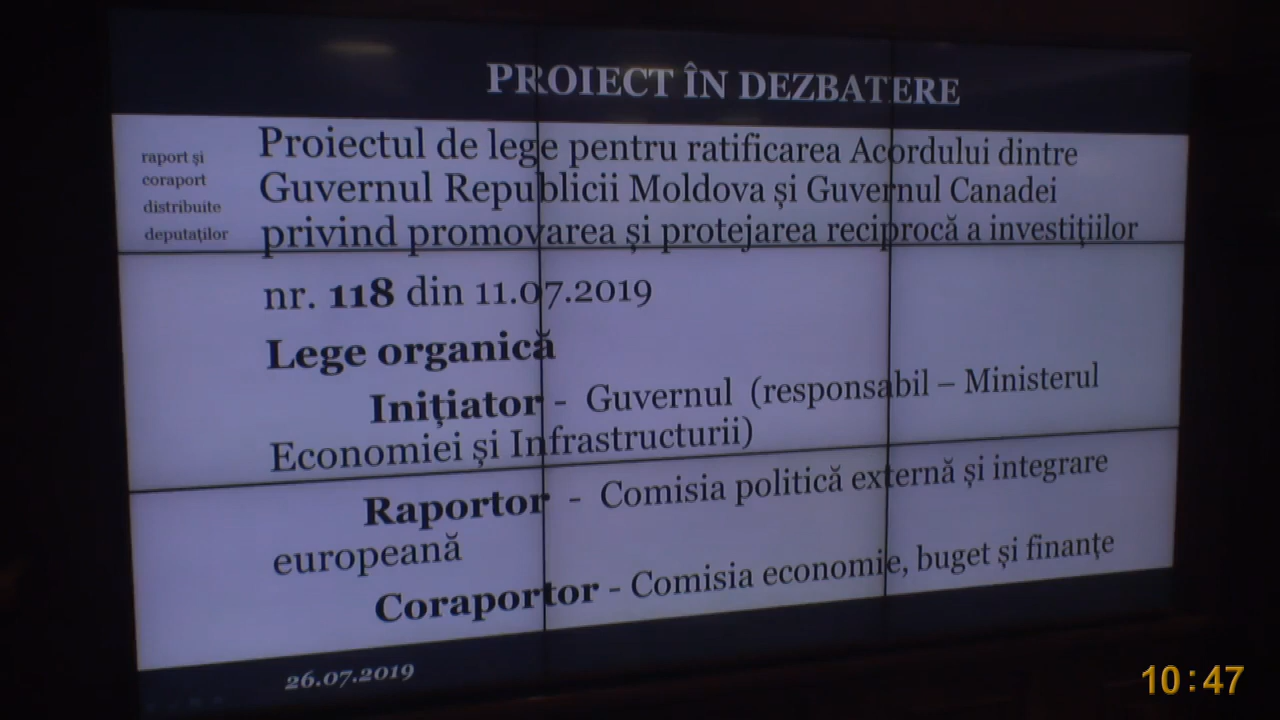 PROIECT ÎN DEZBATERE
raport și
coraport
distribuite
deputaților
Proiectul de lege pentru ratificarea Acordului dintre
Guvernul Republicii Moldova și Guvernul Canadei
privind promovarea și protejarea reciprocă a investițiilor
nr. 118 din 11.07.2019
Lege organică
Inițiator - Guvernul (responsabil – Ministerul
Economiei și Infrastructurii)
Raportor - Comisia politică externă și integrare
europeană
Coraportor - Comisia economie, buget și finanțe
26.07.2019
10:47